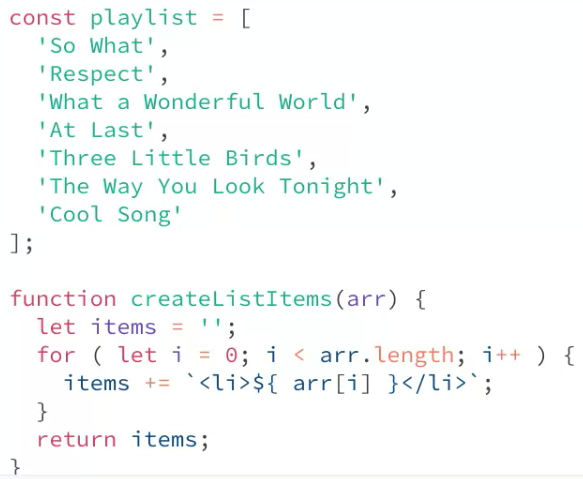 const playlist = [
  'So What',
  'Respect',
  'What a Wonderful World',
  'At Last',
  'Three Little Birds',
  'The Way You Look Tonight',
  'Cool Song'
];

function createListItems(arr) {
  let items = '';
  for ( let i = 0; i < arr.length; i++ ) {
    items += `<li>${ arr[i] }</li>`;
  }
  return items;
}